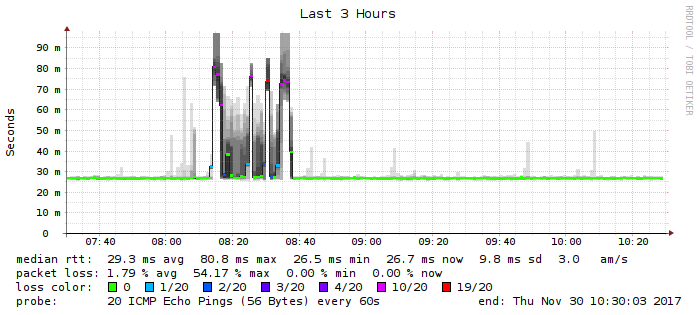 Last 3 Hours
RRDTOOL / TOBI OETIKER
Seconds
90 m
80 m
70 m
60 m
50 m
40 m
30 m
20 m
10 m
0
07:40 08:00 08:20 08:40 09:00 09:20 09:40 10:00 10:20
median rtt: 29.3 ms avg 80.8 ms max 26.5 ms min 26.7 ms now 9.8 ms sd 3.0 am/s
packet loss: 1.79 % avg 54.17 % max 0.00 % min 0.00 % now
loss color: 0 1/20 2/20 3/20 4/20 10/20 19/20
probe: 20 ICMP Echo Pings (56 Bytes) every 60s end: Thu Nov 30 10:30:03 2017